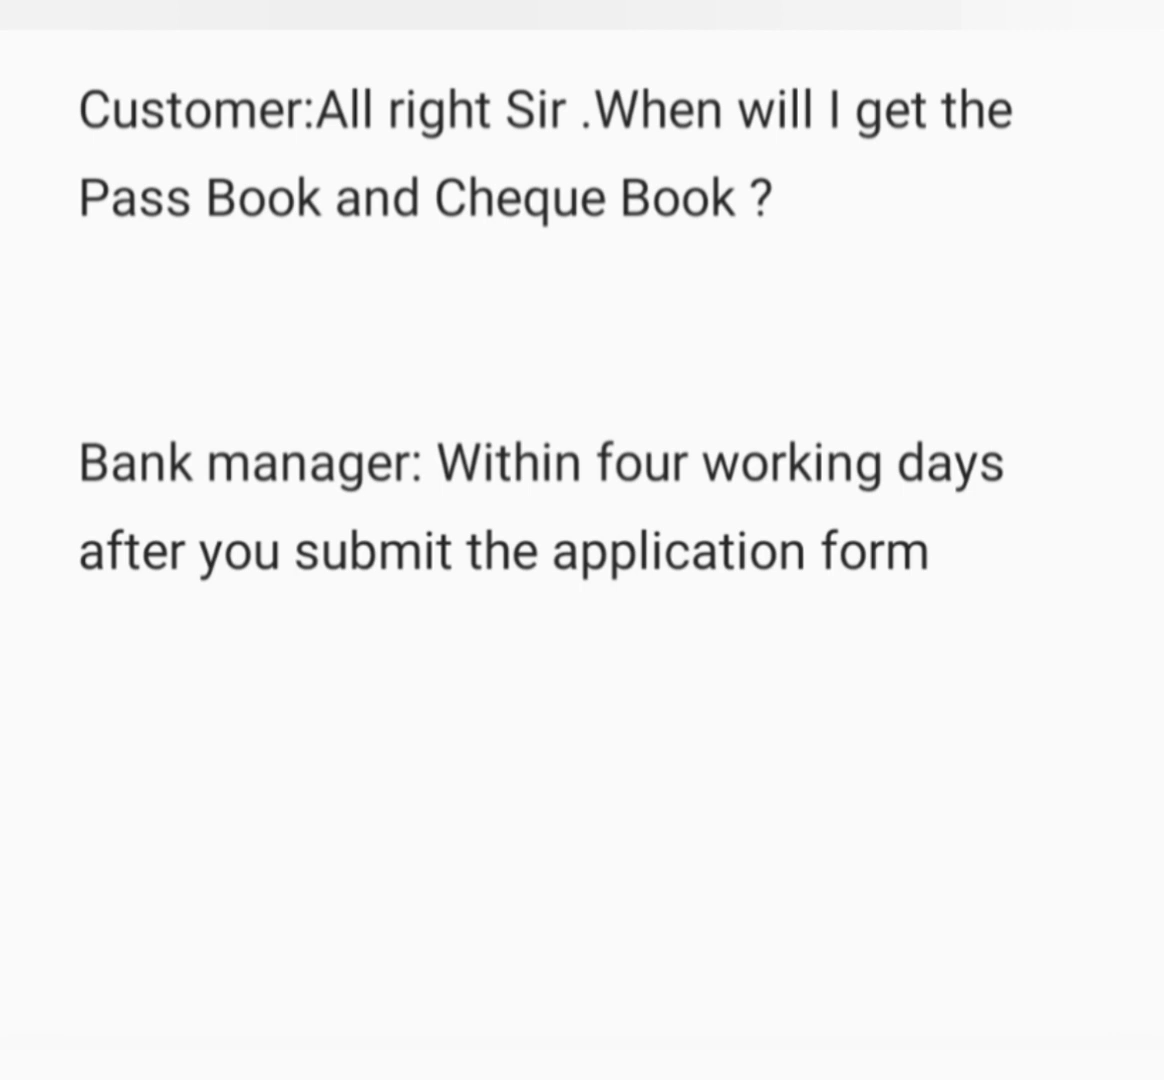 Customer:All right Sir .When will I get the
Pass Book and Cheque Book ?
Bank manager: Within four working days
after you submit the application form